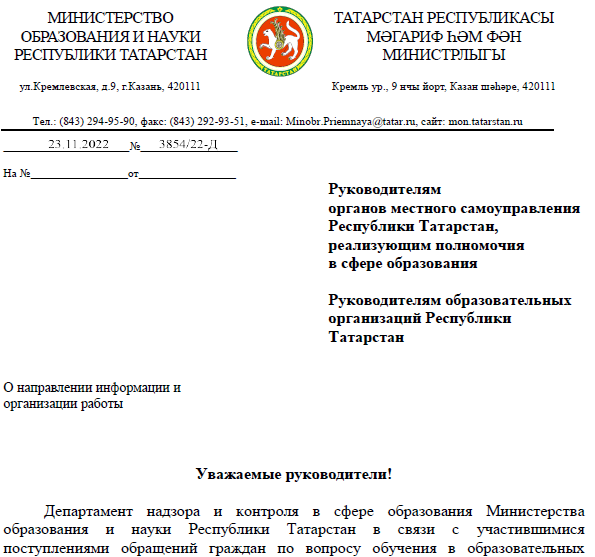 МИНИСТЕРСТВО
ОБРАЗОВАНИЯ И НАУКИ
РЕСПУБЛИКИ ТАТАРСТАН
ул.Кремлевская, д.9, г.Казань, 420111
ТАТАРСТАН
ТАТАРСТАН РЕСПУБЛИКАСЫ
МӘГАРИФ ҺӘМ ФӘН
МИНИСТРЛЫГЫ
Кремль ур., 9 нчы йорт, Казан шәһәре, 420111
Тел.: (843) 294-95-90, факс: (843) 292-93-51, e-mail: Minobr.Priemnaya@tatar.ru, сайт: mon.tatarstan.ru
23.11.2022 № 3854/22-Д
На № от
Руководителям
органов местного самоуправления
Республики Татарстан,
реализующим полномочия
в сфере образования
Руководителям образовательных
организаций Республики
Татарстан
О направлении информации и
организации работы
Уважаемые руководители!
Департамент надзора и контроля в сфере образования Министерства
образования и науки Республики Татарстан в связи с участившимися
поступлениями обращений граждан по вопросу обучения в образовательных